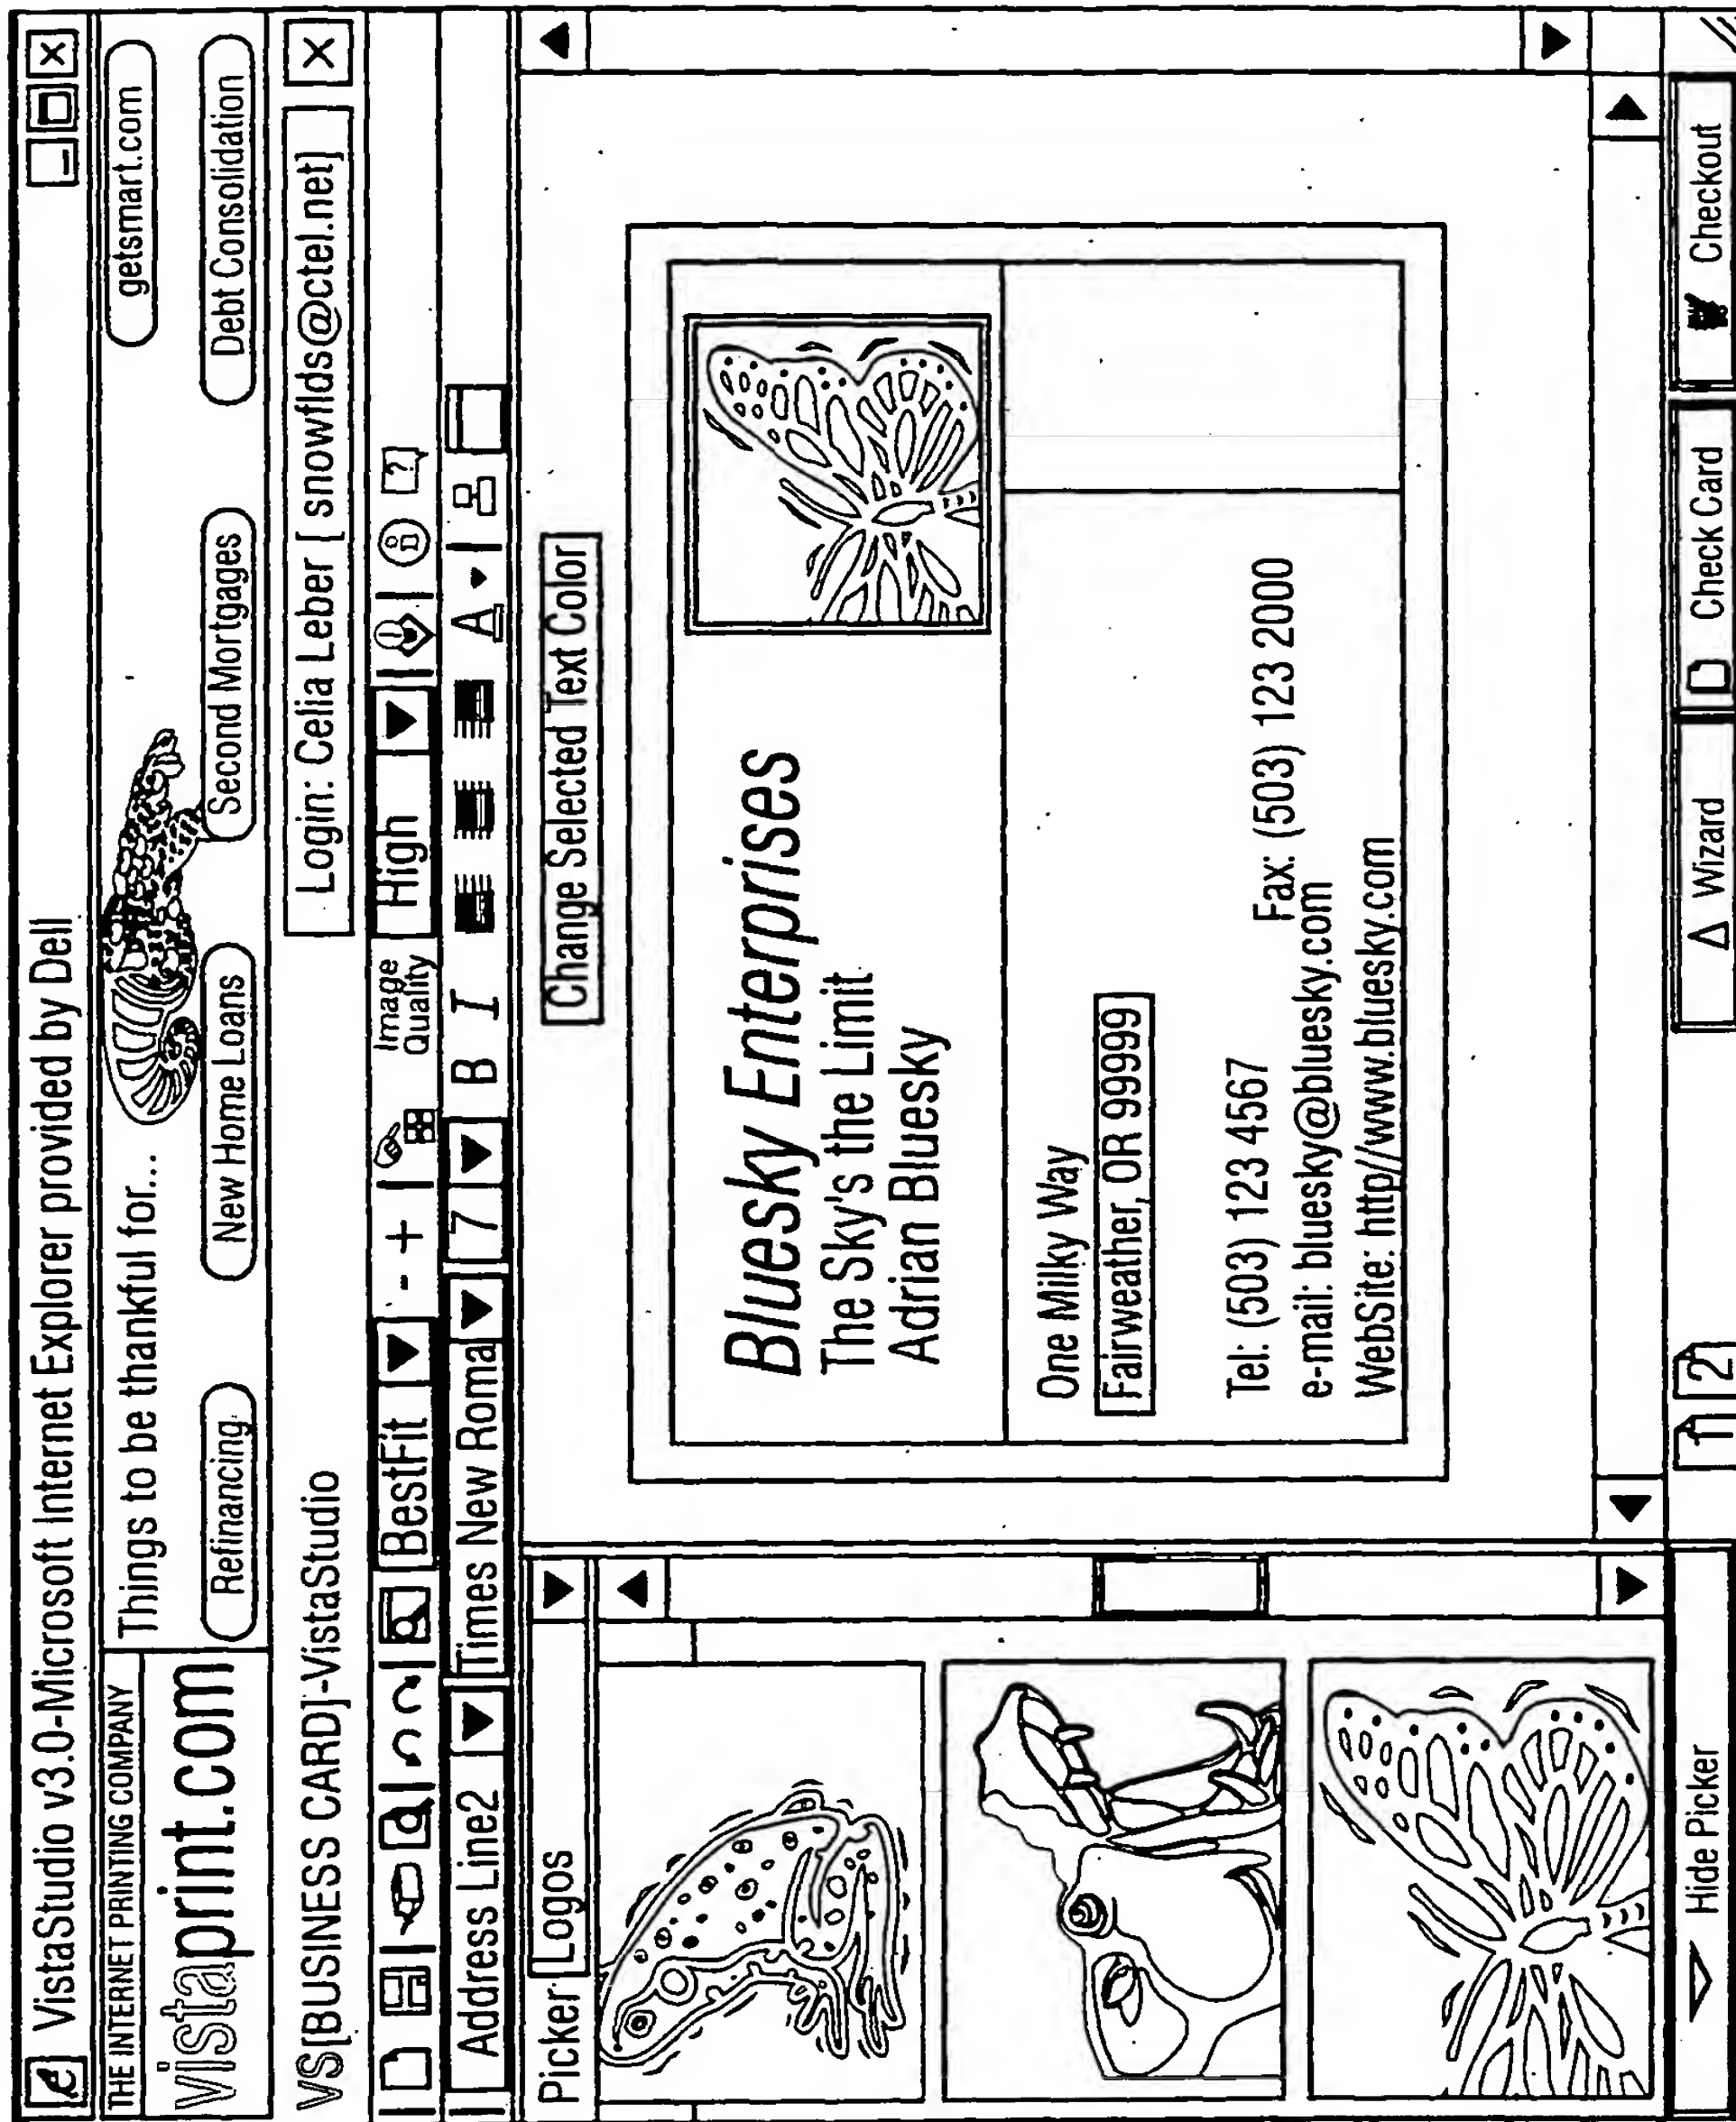 VistaStudio v3.0-Microsoft Internet Explorer provided by Dell
THE INTERNET PRINTING COMPANY
vistaprint.com
Things to be thankful for...
getsmart.com
Refinancing
New Home Loans
Second Mortgages
Debt Consolidation
VS[BUSINESS CARD]-VistaStudio
Login: Celia Leber [ snowflds@ctel.net]
BestFit - + Image Quality High
Address Line2 Times New Roma 7 B I A
Picker Logos
Change Selected Text Color
Bluesky Enterprises
The Sky's the Limit
Adrian Bluesky
One Milky Way
Fairweather, OR 99999
Tel: (503) 123 4567
Fax: (503) 123 2000
e-mail: bluesky@bluesky.com
WebSite: http//www.bluesky.com
Hide Picker 1 2 Wizard Check Card Checkout